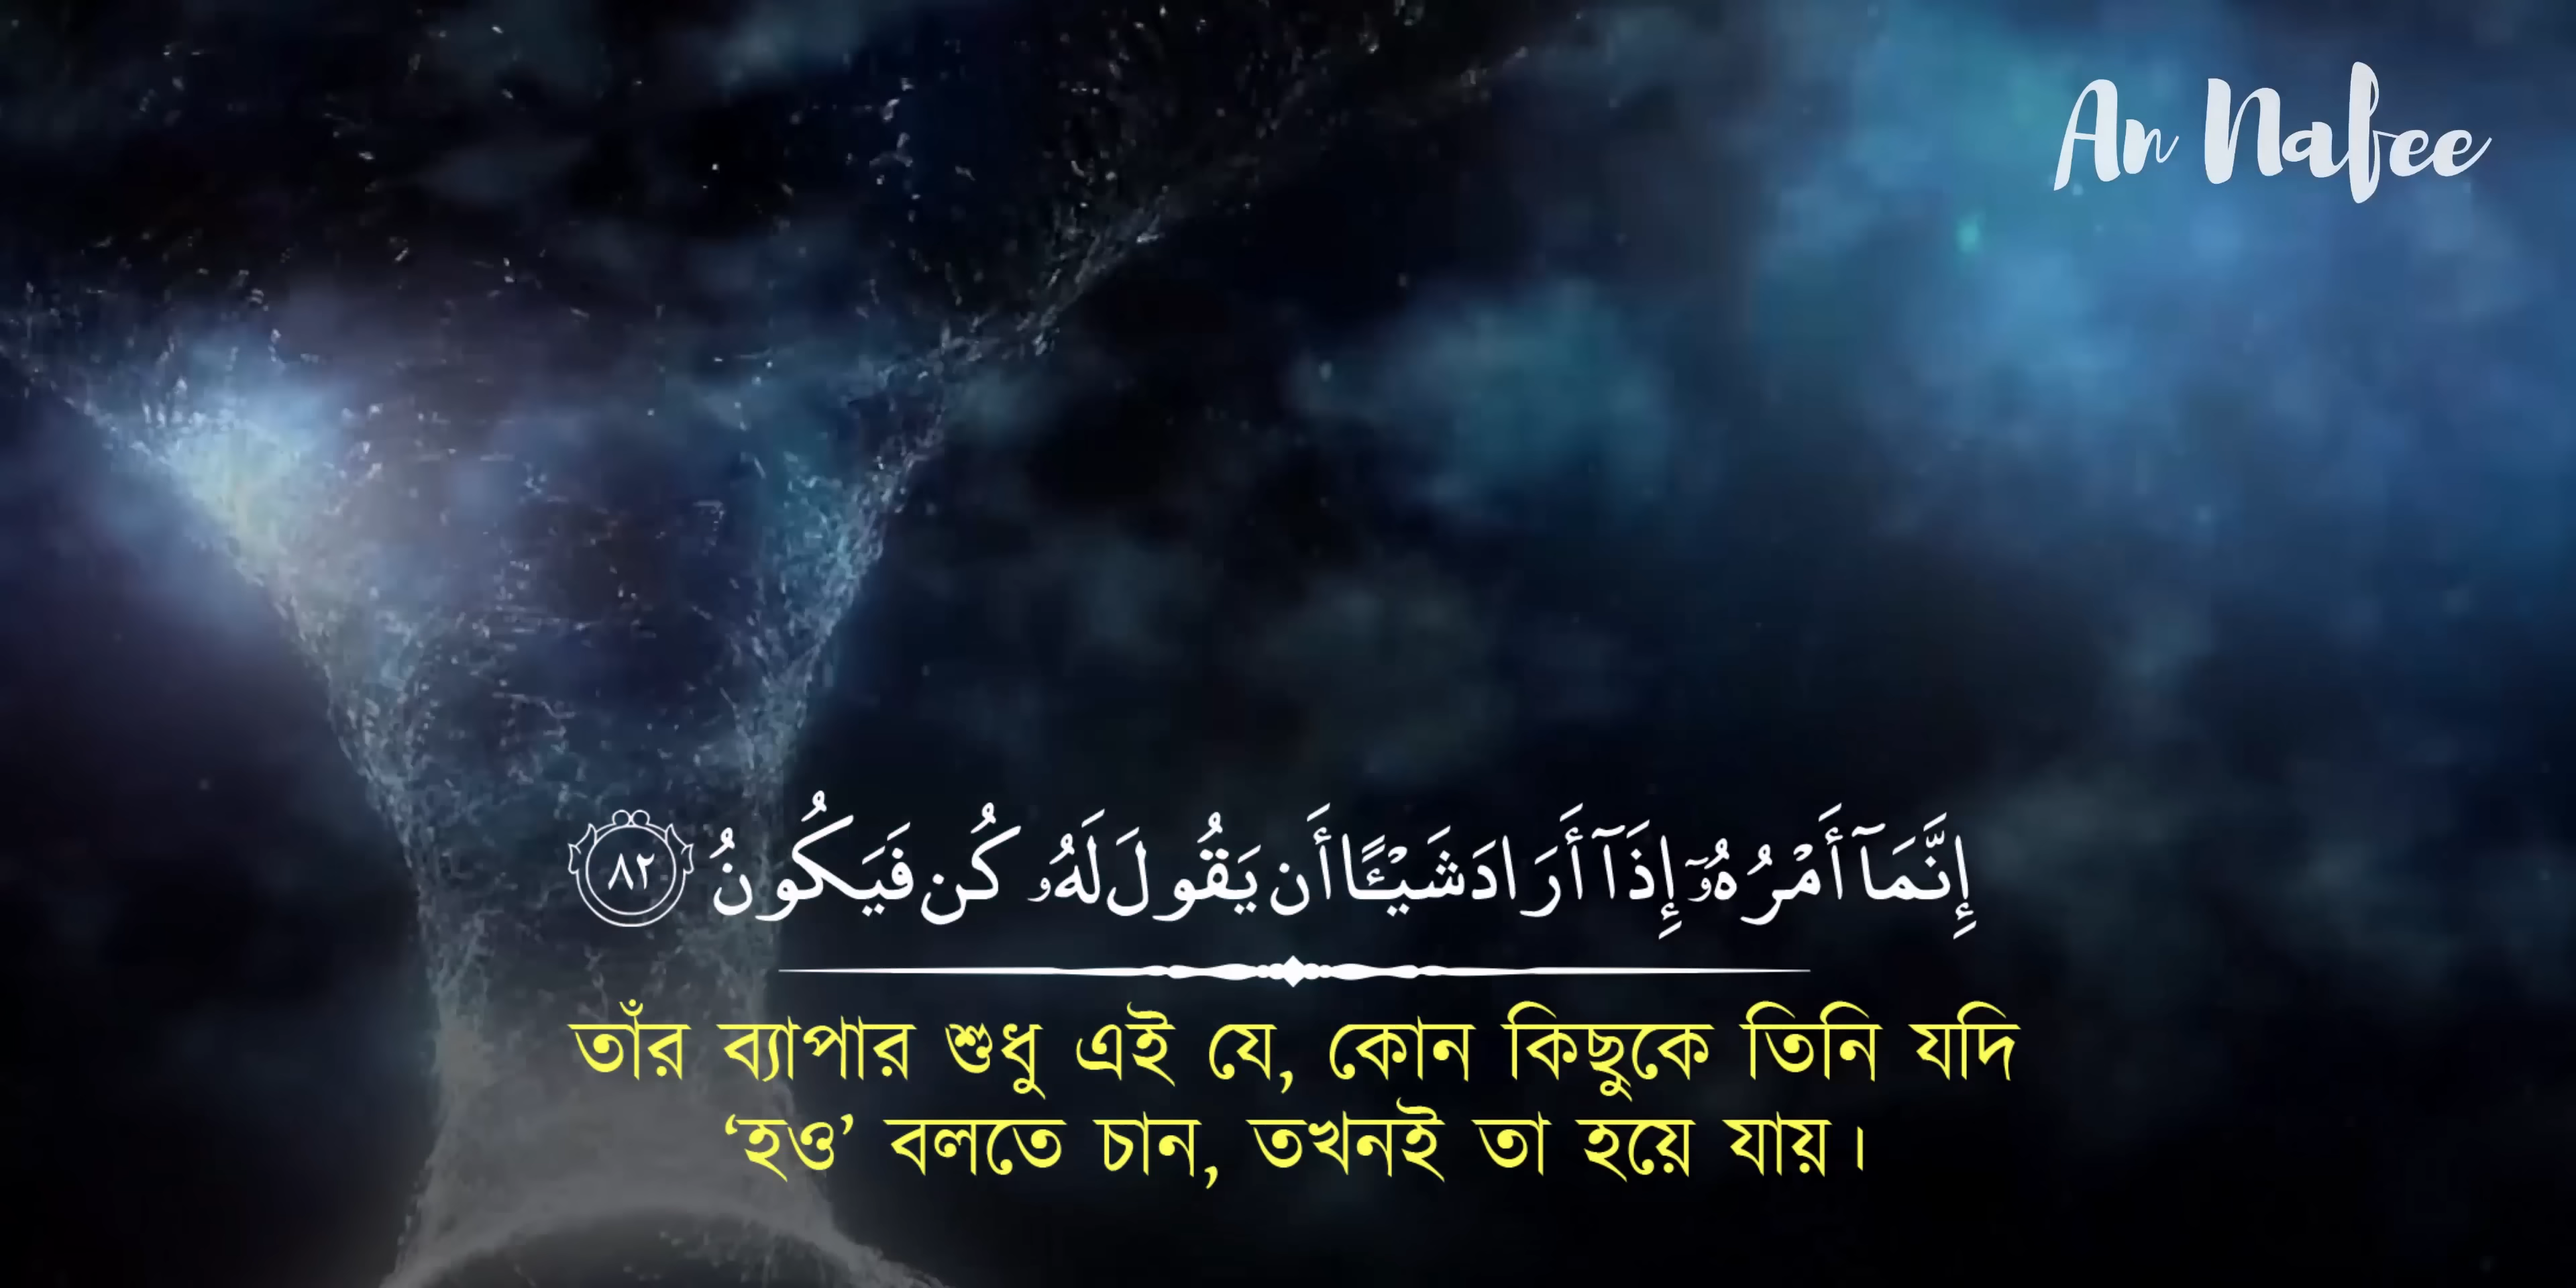 An Nafee
إِنَّمَآ أَمْرُهُۥٓ إِذَآ أَرَادَ شَيْـًٔا أَن يَقُولَ لَهُۥ كُن فَيَكُونُ ٨٢
তাঁর ব্যাপার শুধু এই যে, কোন কিছুকে তিনি যদি
‘হও’ বলতে চান, তখনই তা হয়ে যায়।